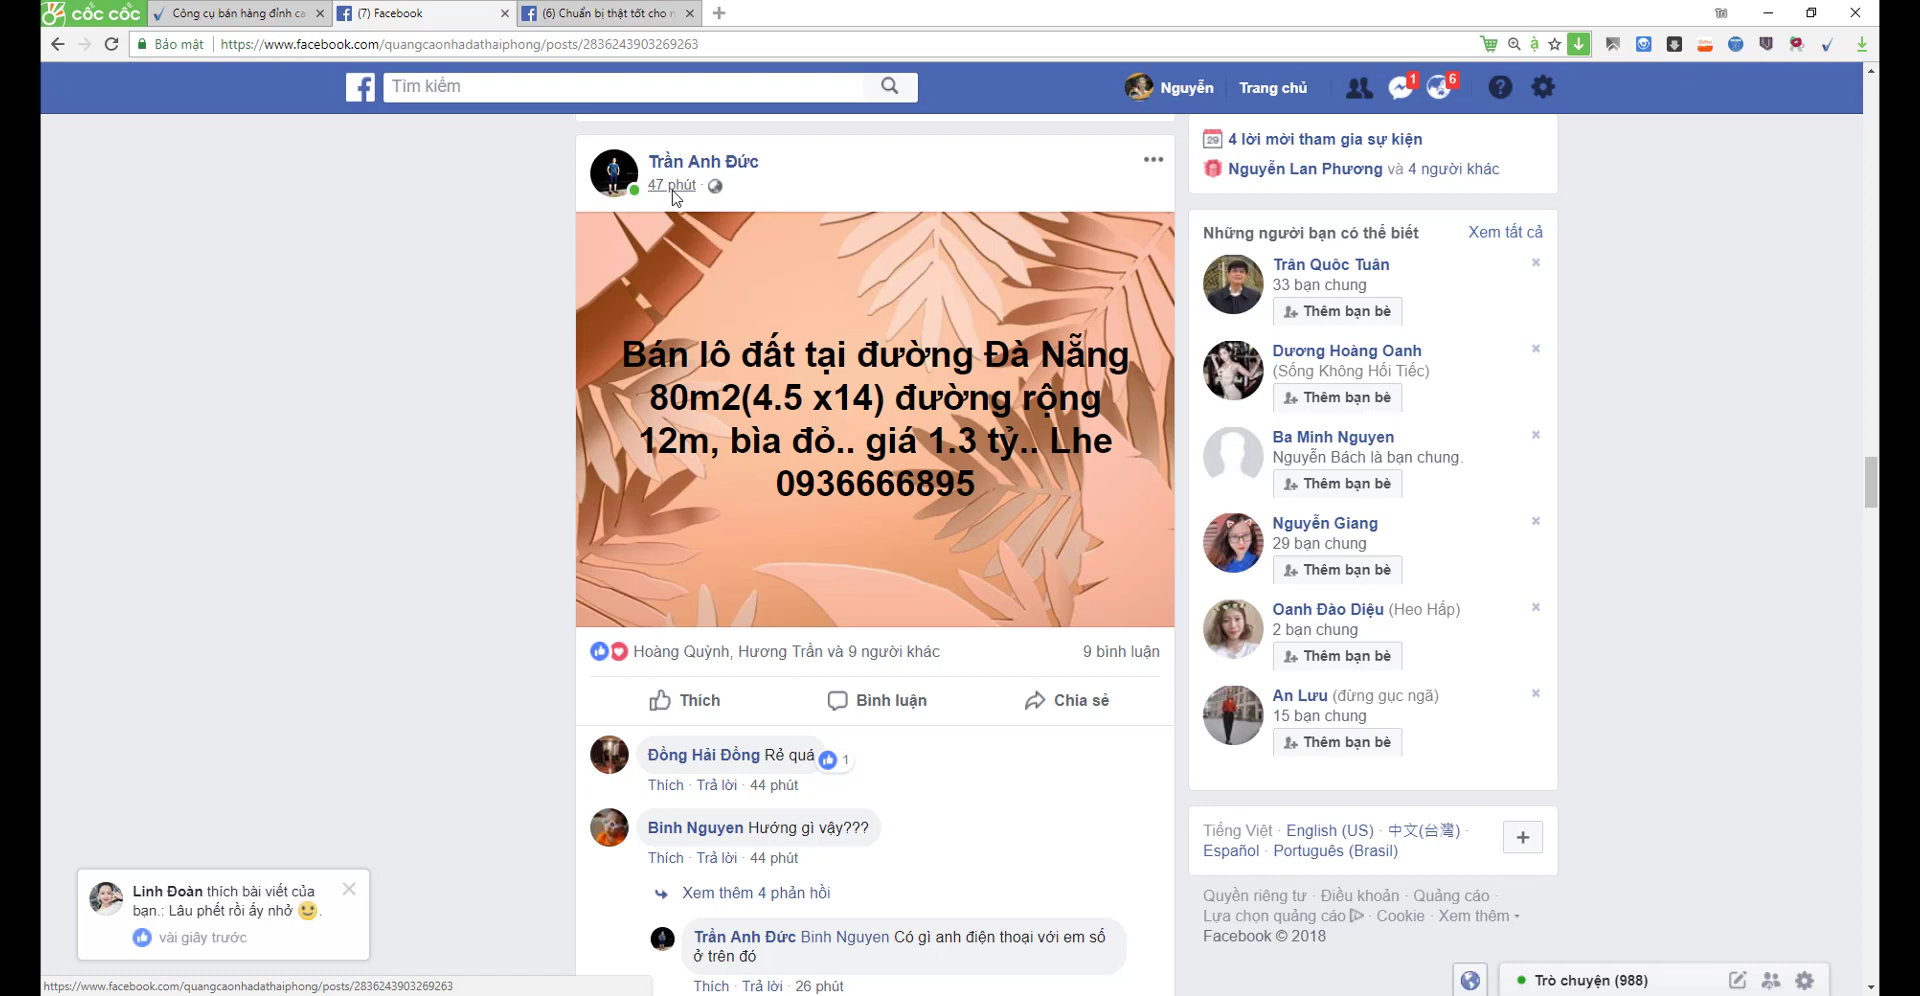 cốc cốc
Công cụ bán hàng đỉnh ca
(7) Facebook
(6) Chuẩn bị thật tốt cho n
Bảo mật
https://www.facebook.com/quangcaonhadathaiphong/posts/2836243903269263
Tìm kiếm
Nguyễn
Trang chủ
1
6
Trần Anh Đức
47 phút ·
Bán lô đất tại đường Đà Nẵng
80m2(4.5 x14) đường rộng
12m, bìa đỏ.. giá 1.3 tỷ.. Lhe
0936666895
Hoàng Quỳnh, Hương Trần và 9 người khác
9 bình luận
Thích
Bình luận
Chia sẻ
Đồng Hải Đồng Rẻ quá
1
Thích · Trả lời · 44 phút
Binh Nguyen Hướng gì vậy???
Thích · Trả lời · 44 phút
Xem thêm 4 phản hồi
Trần Anh Đức Binh Nguyen Có gì anh điện thoại với em số
ở trên đó
Thích · Trả lời · 26 phút
4 lời mời tham gia sự kiện
Nguyễn Lan Phương và 4 người khác
Những người bạn có thể biết
Xem tất cả
Trân Quôc Tuân
33 bạn chung
Thêm bạn bè
Dương Hoàng Oanh
(Sống Không Hối Tiếc)
Thêm bạn bè
Ba Minh Nguyen
Nguyễn Bách là bạn chung.
Thêm bạn bè
Nguyễn Giang
29 bạn chung
Thêm bạn bè
Oanh Đào Diệu (Heo Hấp)
2 bạn chung
Thêm bạn bè
An Lưu (đừng gục ngã)
15 bạn chung
Thêm bạn bè
Tiếng Việt · English (US) · 中文(台灣) ·
Español · Português (Brasil)
Quyền riêng tư · Điều khoản · Quảng cáo ·
Lựa chọn quảng cáo · Cookie · Xem thêm
Facebook © 2018
Linh Đoàn thích bài viết của
bạn.: Lâu phết rồi ấy nhở .
vài giây trước
https://www.facebook.com/quangcaonhadathaiphong/posts/2836243903269263
Trò chuyện (988)